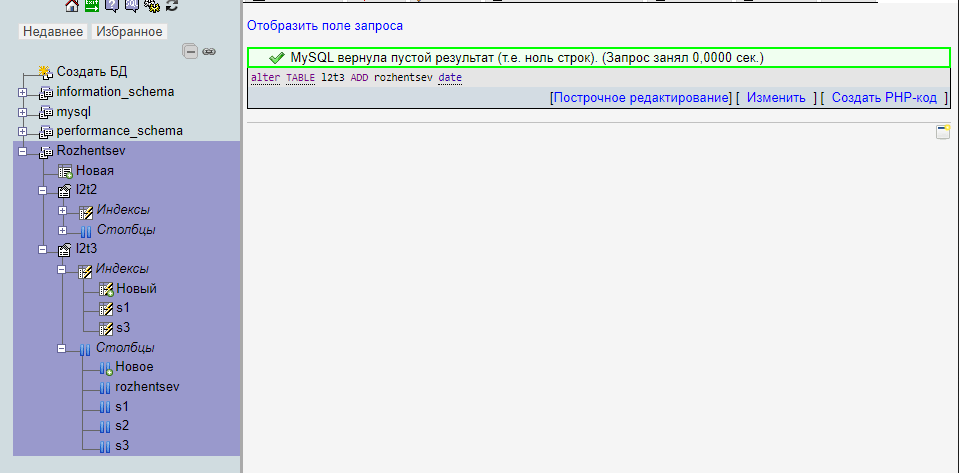 Недавнее Избранное
Создать БД
information_schema
mysql
performance_schema
Rozhentsev
Новая
l2t2
Индексы
Столбцы
l2t3
Индексы
Новый
s1
s3
Столбцы
Новое
rozhentsev
s1
s2
s3
Отобразить поле запроса
MySQL вернула пустой результат (т.е. ноль строк). (Запрос занял 0,0000 сек.)
alter TABLE l2t3 ADD rozhentsev date
[Построчное редактирование] [ Изменить ] [ Создать PHP-код ]